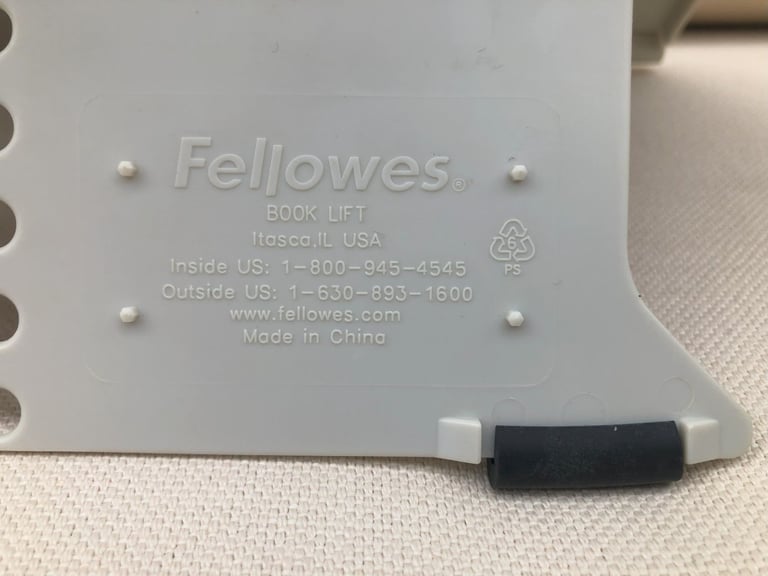 Fellowes®
BOOK LIFT
Itasca,IL USA
Inside US: 1-800-945-4545
Outside US: 1-630-893-1600
www.fellowes.com
Made in China
6
PS